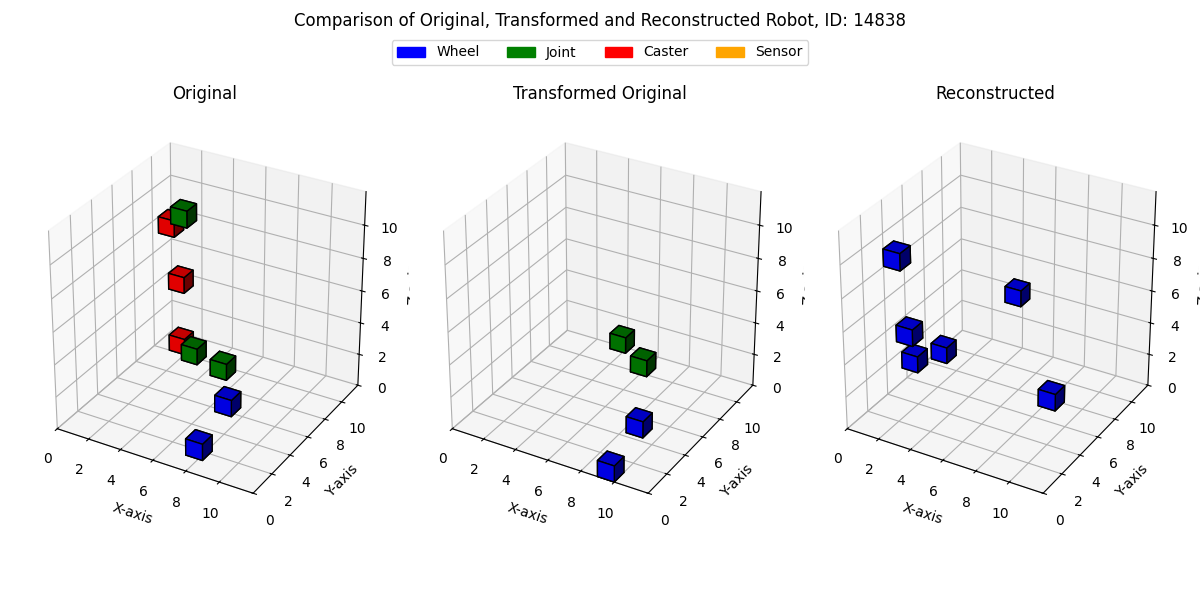 Comparison of Original, Transformed and Reconstructed Robot, ID: 14838
Wheel Joint Caster Sensor
Original Transformed Original Reconstructed
10 10 10
8 8 8
6 6 6
4 4 4
2 2 2
0 0 0
0 2 4 6 8 10 0 2 4 6 8 10 0 2 4 6 8 10
0 2 4 6 8 10 0 2 4 6 8 10 0 2 4 6 8 10
X-axis Y-axis X-axis Y-axis X-axis Y-axis